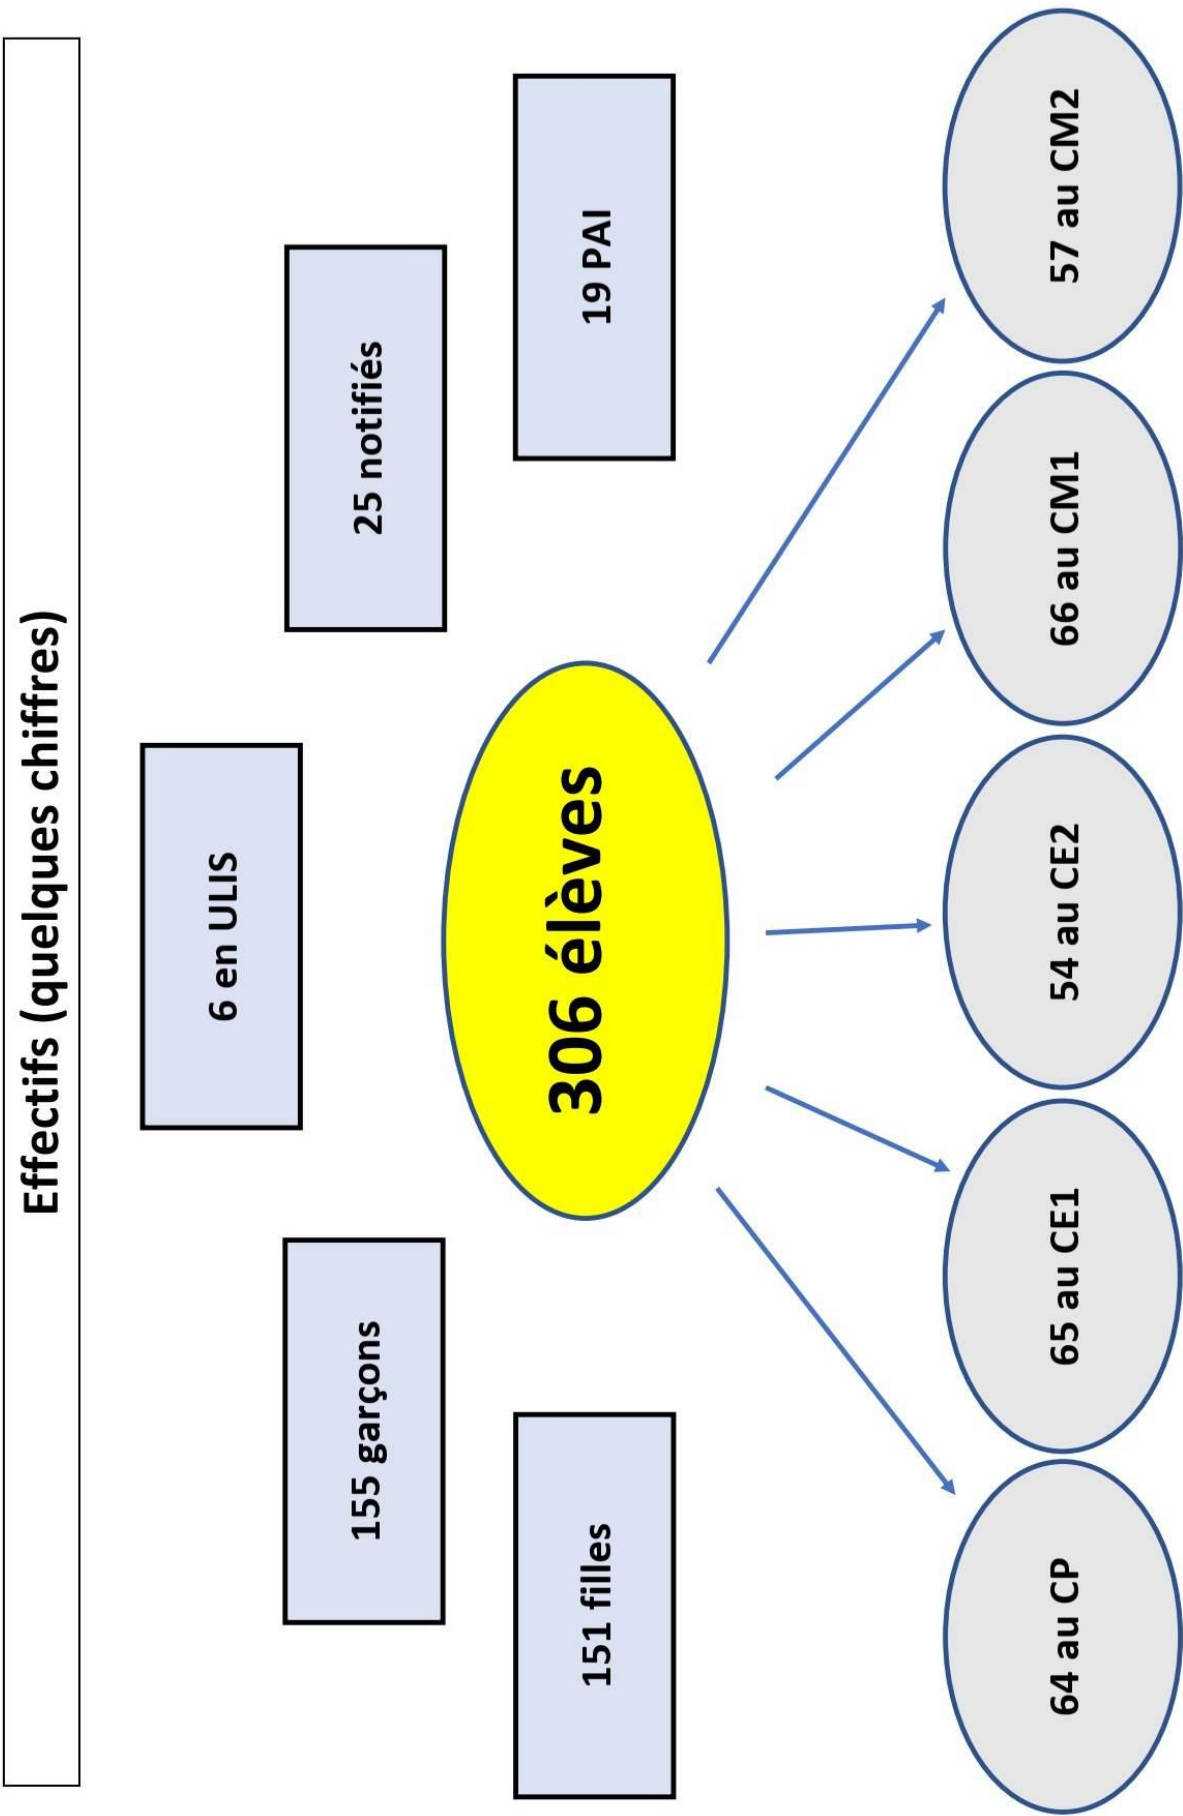 Effectifs (quelques chiffres)
6 en ULIS
155 garçons
25 notifiés
151 filles
19 PAI
306 élèves
64 au CP
65 au CE1
54 au CE2
66 au CM1
57 au CM2